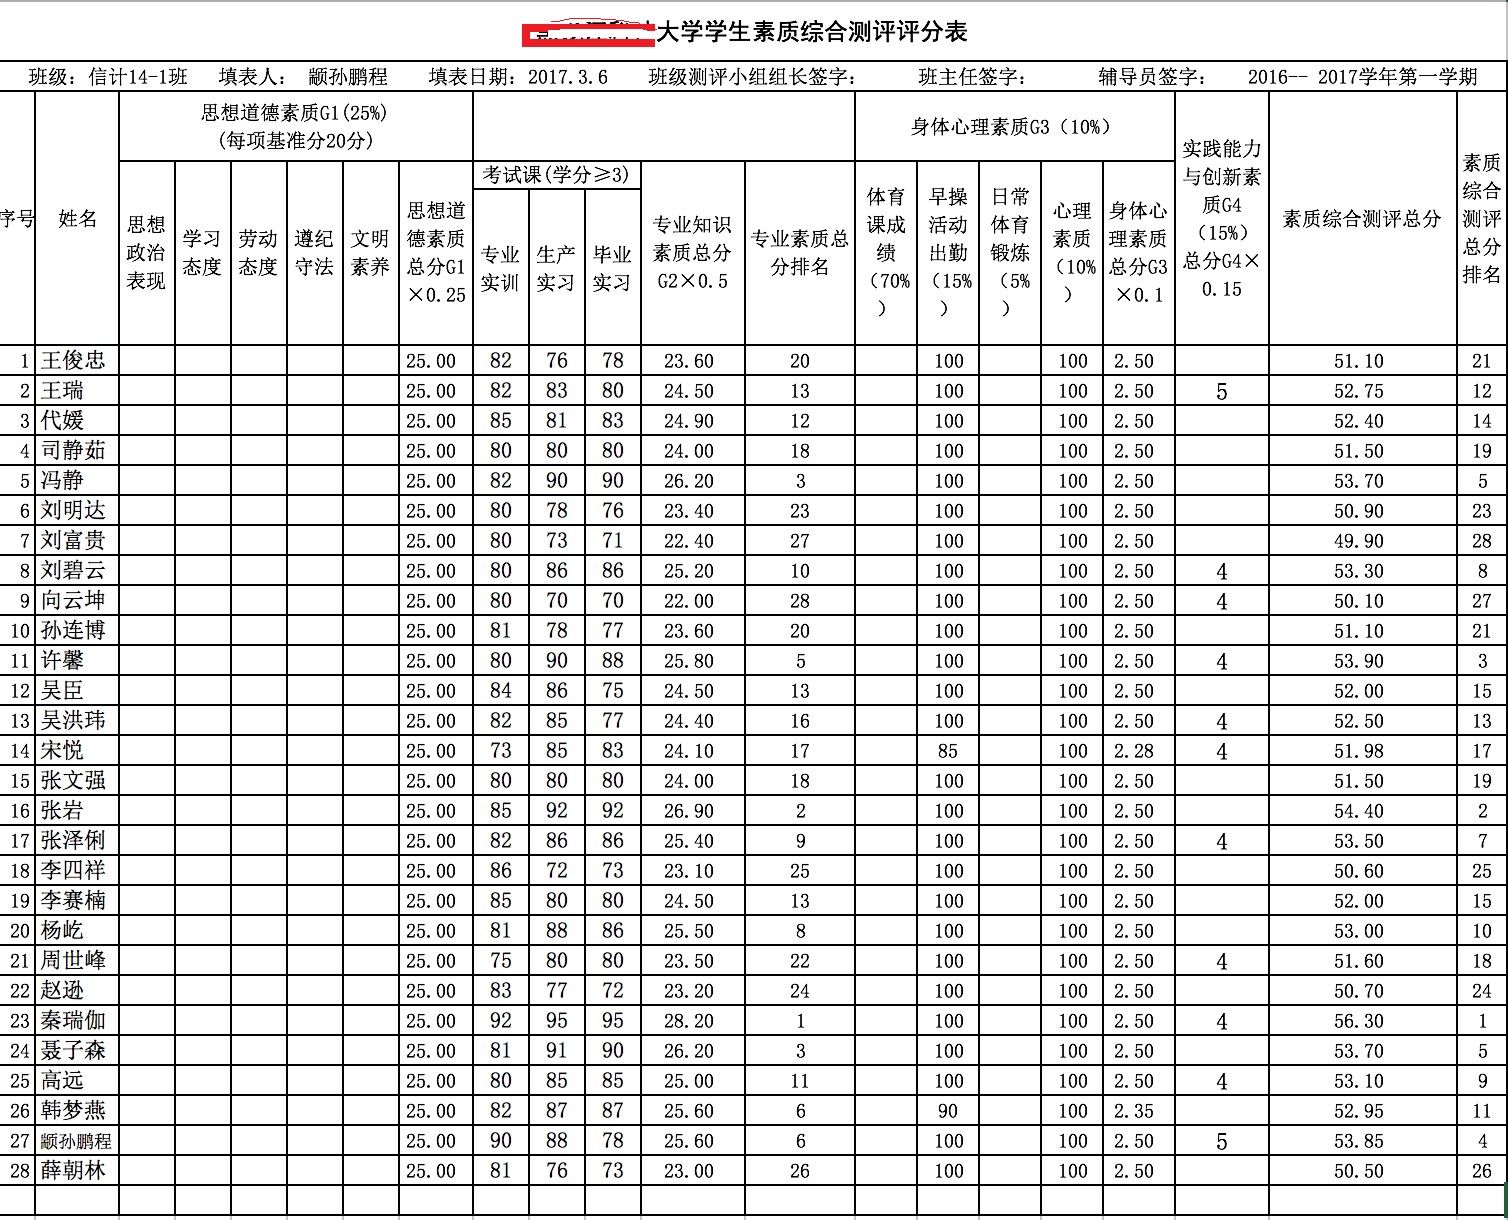 大学学生素质综合测评评分表
班级：信计14-1班 填表人： 颛孙鹏程 填表日期：2017.3.6 班级测评小组组长签字： 班主任签字： 辅导员签字： 2016-- 2017学年第一学期
序号 姓名 思想道德素质G1(25%) (每项基准分20分) 身体心理素质G3（10%） 实践能力与创新素质G4（15%）总分G4×0.15 素质综合测评总分 素质综合测评总分排名
思想政治表现 学习态度 劳动态度 遵纪守法 文明素养 思想道德素质总分G1×0.25 考试课(学分≥3) 专业知识素质总分G2×0.5 专业素质总分排名 体育课成绩（70%） 早操活动出勤（15%） 日常体育锻炼（5%） 心理素质（10%） 身体心理素质总分G3×0.1
专业实训 生产实习 毕业实习
1 王俊忠 25.00 82 76 78 23.60 20 100 100 2.50 51.10 21
2 王瑞 25.00 82 83 80 24.50 13 100 100 2.50 5 52.75 12
3 代媛 25.00 85 81 83 24.90 12 100 100 2.50 52.40 14
4 司静茹 25.00 80 80 80 24.00 18 100 100 2.50 51.50 19
5 冯静 25.00 82 90 90 26.20 3 100 100 2.50 53.70 5
6 刘明达 25.00 80 78 76 23.40 23 100 100 2.50 50.90 23
7 刘富贵 25.00 80 73 71 22.40 27 100 100 2.50 49.90 28
8 刘碧云 25.00 80 86 86 25.20 10 100 100 2.50 4 53.30 8
9 向云坤 25.00 80 70 70 22.00 28 100 100 2.50 4 50.10 27
10 孙连博 25.00 81 78 77 23.60 20 100 100 2.50 51.10 21
11 许馨 25.00 80 90 88 25.80 5 100 100 2.50 4 53.90 3
12 吴臣 25.00 84 86 75 24.50 13 100 100 2.50 52.00 15
13 吴洪玮 25.00 82 85 77 24.40 16 100 100 2.50 4 52.50 13
14 宋悦 25.00 73 85 83 24.10 17 85 100 2.28 4 51.98 17
15 张文强 25.00 80 80 80 24.00 18 100 100 2.50 51.50 19
16 张岩 25.00 85 92 92 26.90 2 100 100 2.50 54.40 2
17 张泽俐 25.00 82 86 86 25.40 9 100 100 2.50 4 53.50 7
18 李四祥 25.00 86 72 73 23.10 25 100 100 2.50 50.60 25
19 李赛楠 25.00 85 80 80 24.50 13 100 100 2.50 52.00 15
20 杨屹 25.00 81 88 86 25.50 8 100 100 2.50 53.00 10
21 周世峰 25.00 75 80 80 23.50 22 100 100 2.50 4 51.60 18
22 赵逊 25.00 83 77 72 23.20 24 100 100 2.50 50.70 24
23 秦瑞伽 25.00 92 95 95 28.20 1 100 100 2.50 4 56.30 1
24 聂子森 25.00 81 91 90 26.20 3 100 100 2.50 53.70 5
25 高远 25.00 80 85 85 25.00 11 100 100 2.50 4 53.10 9
26 韩梦燕 25.00 82 87 87 25.60 6 90 100 2.35 52.95 11
27 颛孙鹏程 25.00 90 88 78 25.60 6 100 100 2.50 5 53.85 4
28 薛朝林 25.00 81 76 73 23.00 26 100 100 2.50 50.50 26